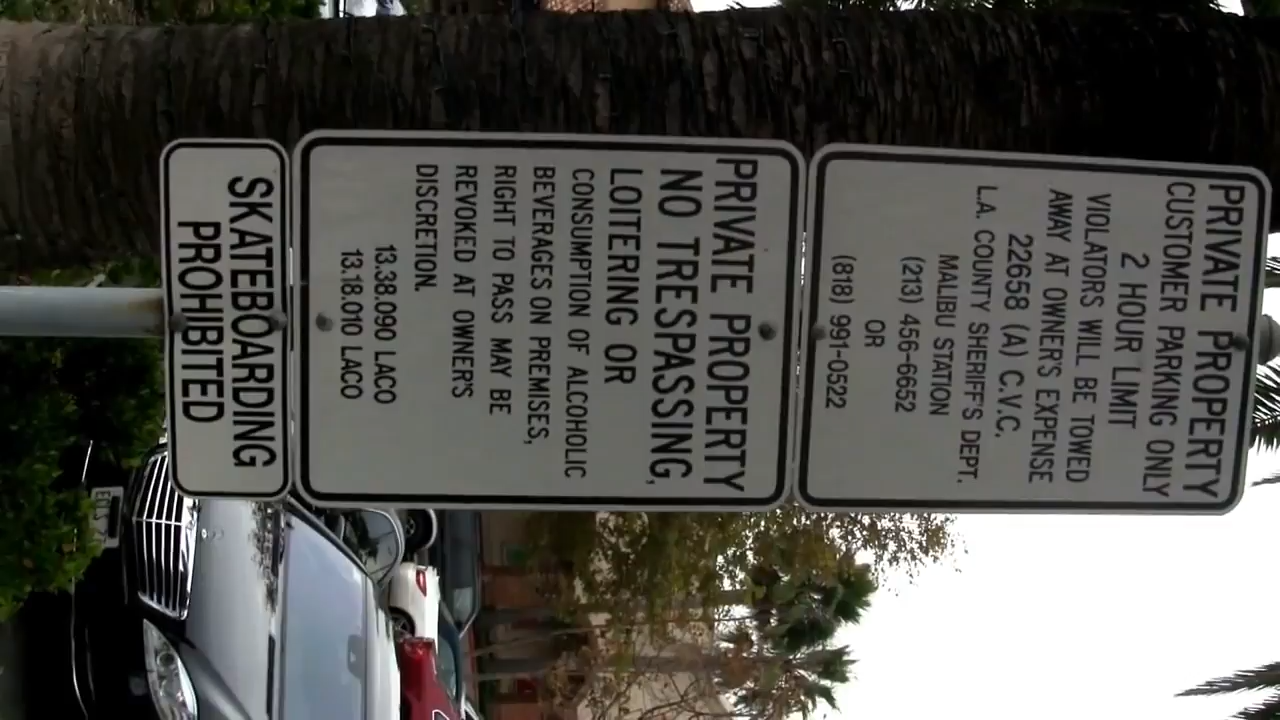 PRIVATE PROPERTY
CUSTOMER PARKING ONLY
2 HOUR LIMIT
VIOLATORS WILL BE TOWED
AWAY AT OWNER'S EXPENSE
22658 (A) C.V.C.
L.A. COUNTY SHERIFF'S DEPT.
MALIBU STATION
(213) 456-6652
OR
(818) 991-0522
PRIVATE PROPERTY
NO TRESPASSING,
LOITERING OR
CONSUMPTION OF ALCOHOLIC
BEVERAGES ON PREMISES,
RIGHT TO PASS MAY BE
REVOKED AT OWNER'S
DISCRETION.
13.38.090 LACO
13.18.010 LACO
SKATEBOARDING
PROHIBITED